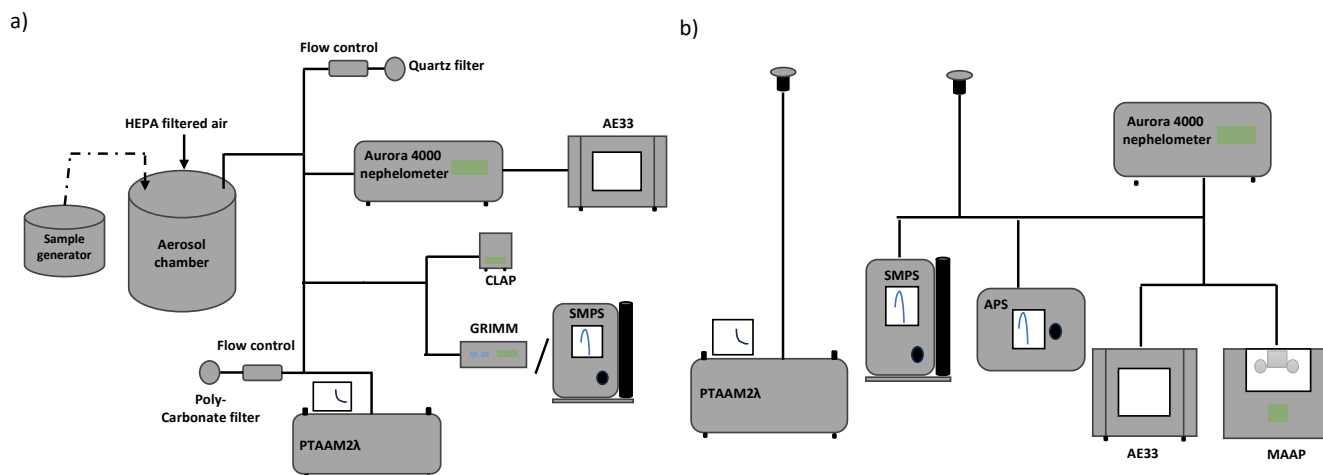 a)
Flow control
Quartz filter
HEPA filtered air
AE33
Aurora 4000
nephelometer
Sample
generator
Aerosol
chamber
CLAP
SMPS
GRIMM
Flow control
Poly-
Carbonate filter
PTAAM2λ
b)
Aurora 4000
nephelometer
SMPS
APS
PTAAM2λ
AE33
MAAP